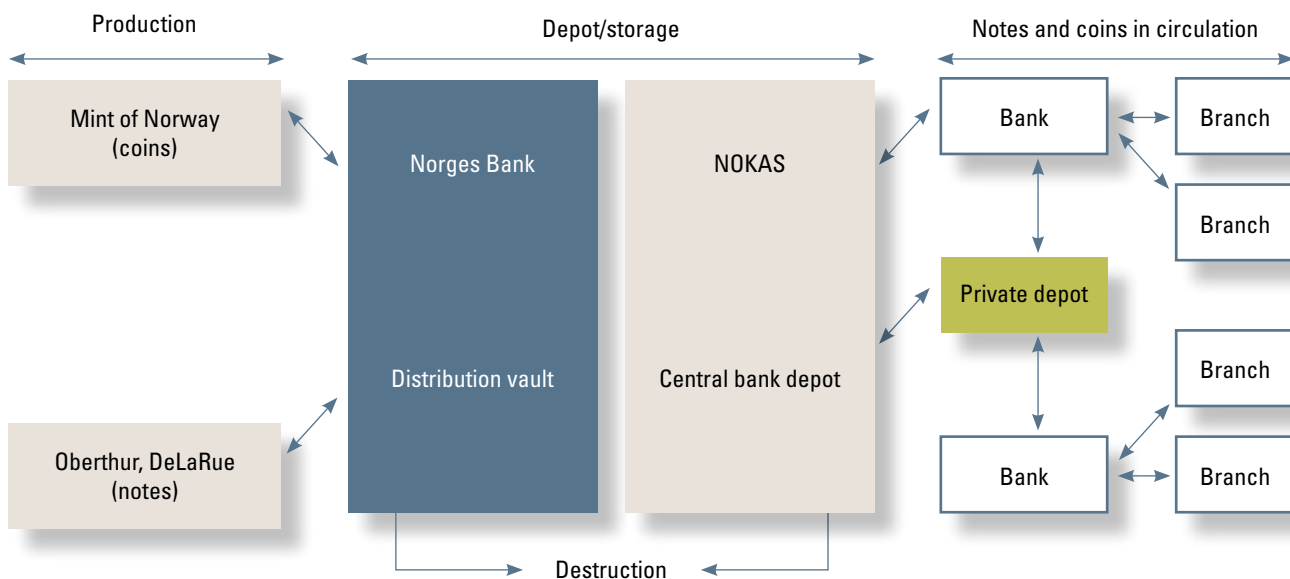 Production
Depot/storage
Notes and coins in circulation
Mint of Norway
(coins)
Norges Bank
NOKAS
Bank
Branch
Branch
Private depot
Distribution vault
Central bank depot
Branch
Oberthur, DeLaRue
(notes)
Bank
Branch
Destruction